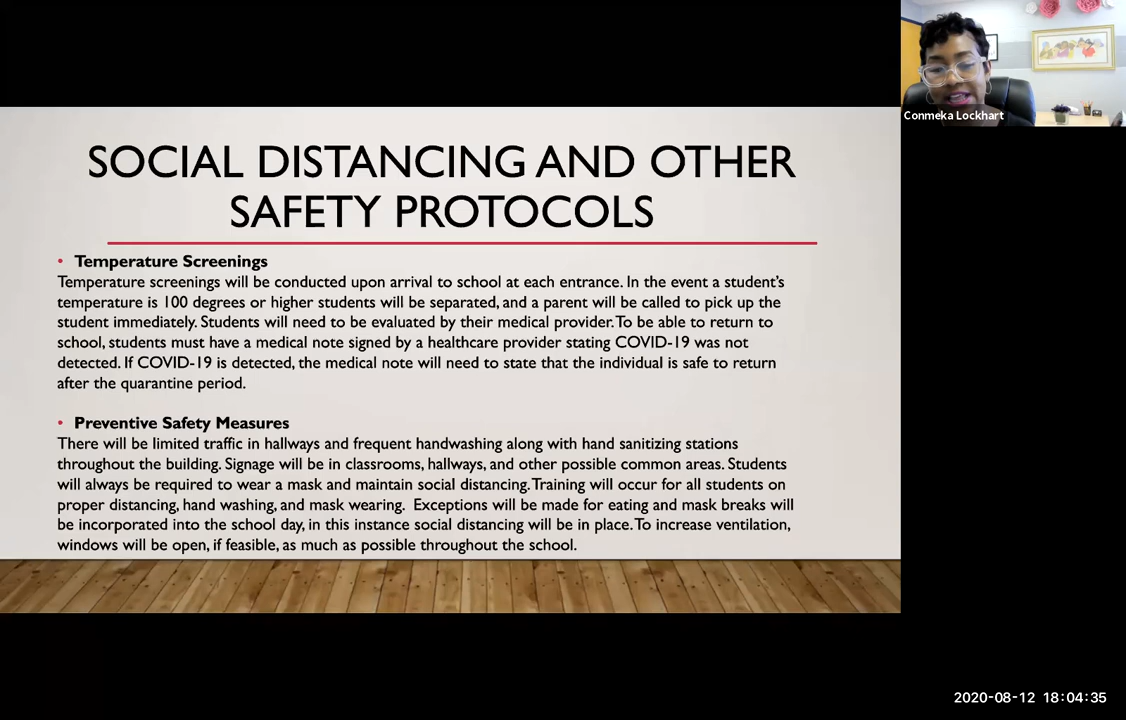 SOCIAL DISTANCING AND OTHER
SAFETY PROTOCOLS
• Temperature Screenings
Temperature screenings will be conducted upon arrival to school at each entrance. In the event a student's
temperature is 100 degrees or higher students will be separated, and a parent will be called to pick up the
student immediately. Students will need to be evaluated by their medical provider. To be able to return to
school, students must have a medical note signed by a healthcare provider stating COVID-19 was not
detected. If COVID-19 is detected, the medical note will need to state that the individual is safe to return
after the quarantine period.
• Preventive Safety Measures
There will be limited traffic in hallways and frequent handwashing along with hand sanitizing stations
throughout the building. Signage will be in classrooms, hallways, and other possible common areas. Students
will always be required to wear a mask and maintain social distancing. Training will occur for all students on
proper distancing, hand washing, and mask wearing.  Exceptions will be made for eating and mask breaks will
be incorporated into the school day, in this instance social distancing will be in place. To increase ventilation,
windows will be open, if feasible, as much as possible throughout the school.
Conmeka Lockhart
2020-08-12 18:04:35